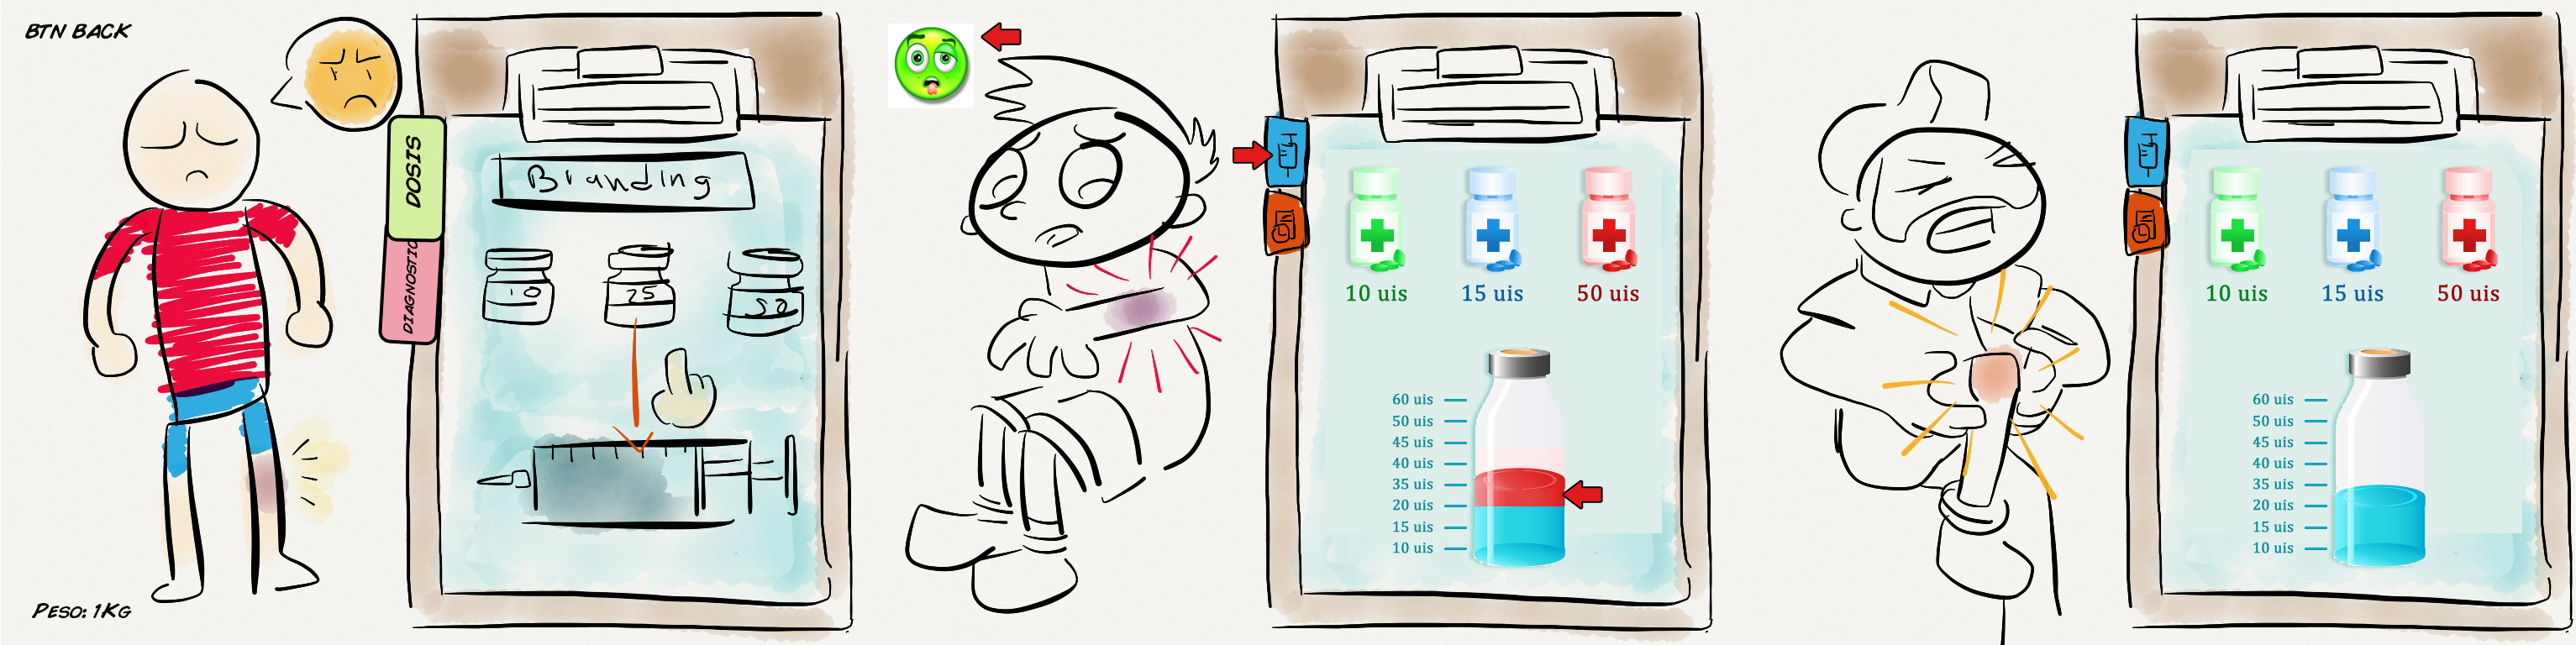 BTN BACK
DOSIS
DIAGNOSTIC
Branding
10
25
50
PESO: 1KG
10 uis
15 uis
50 uis
60 uis
50 uis
45 uis
40 uis
35 uis
20 uis
15 uis
10 uis
10 uis
15 uis
50 uis
60 uis
50 uis
45 uis
40 uis
35 uis
20 uis
15 uis
10 uis